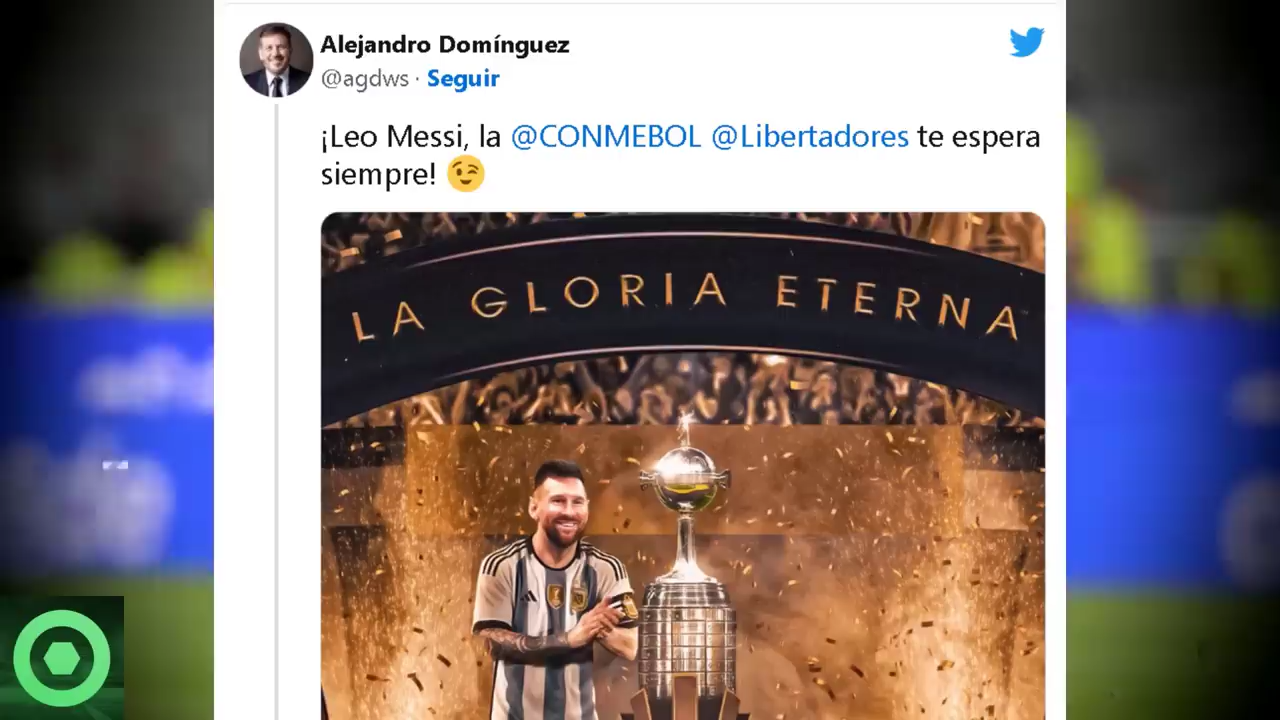 Alejandro Domínguez
@agdws · Seguir
¡Leo Messi, la @CONMEBOL @Libertadores te espera
siempre! 😉
LA GLORIA ETERNA